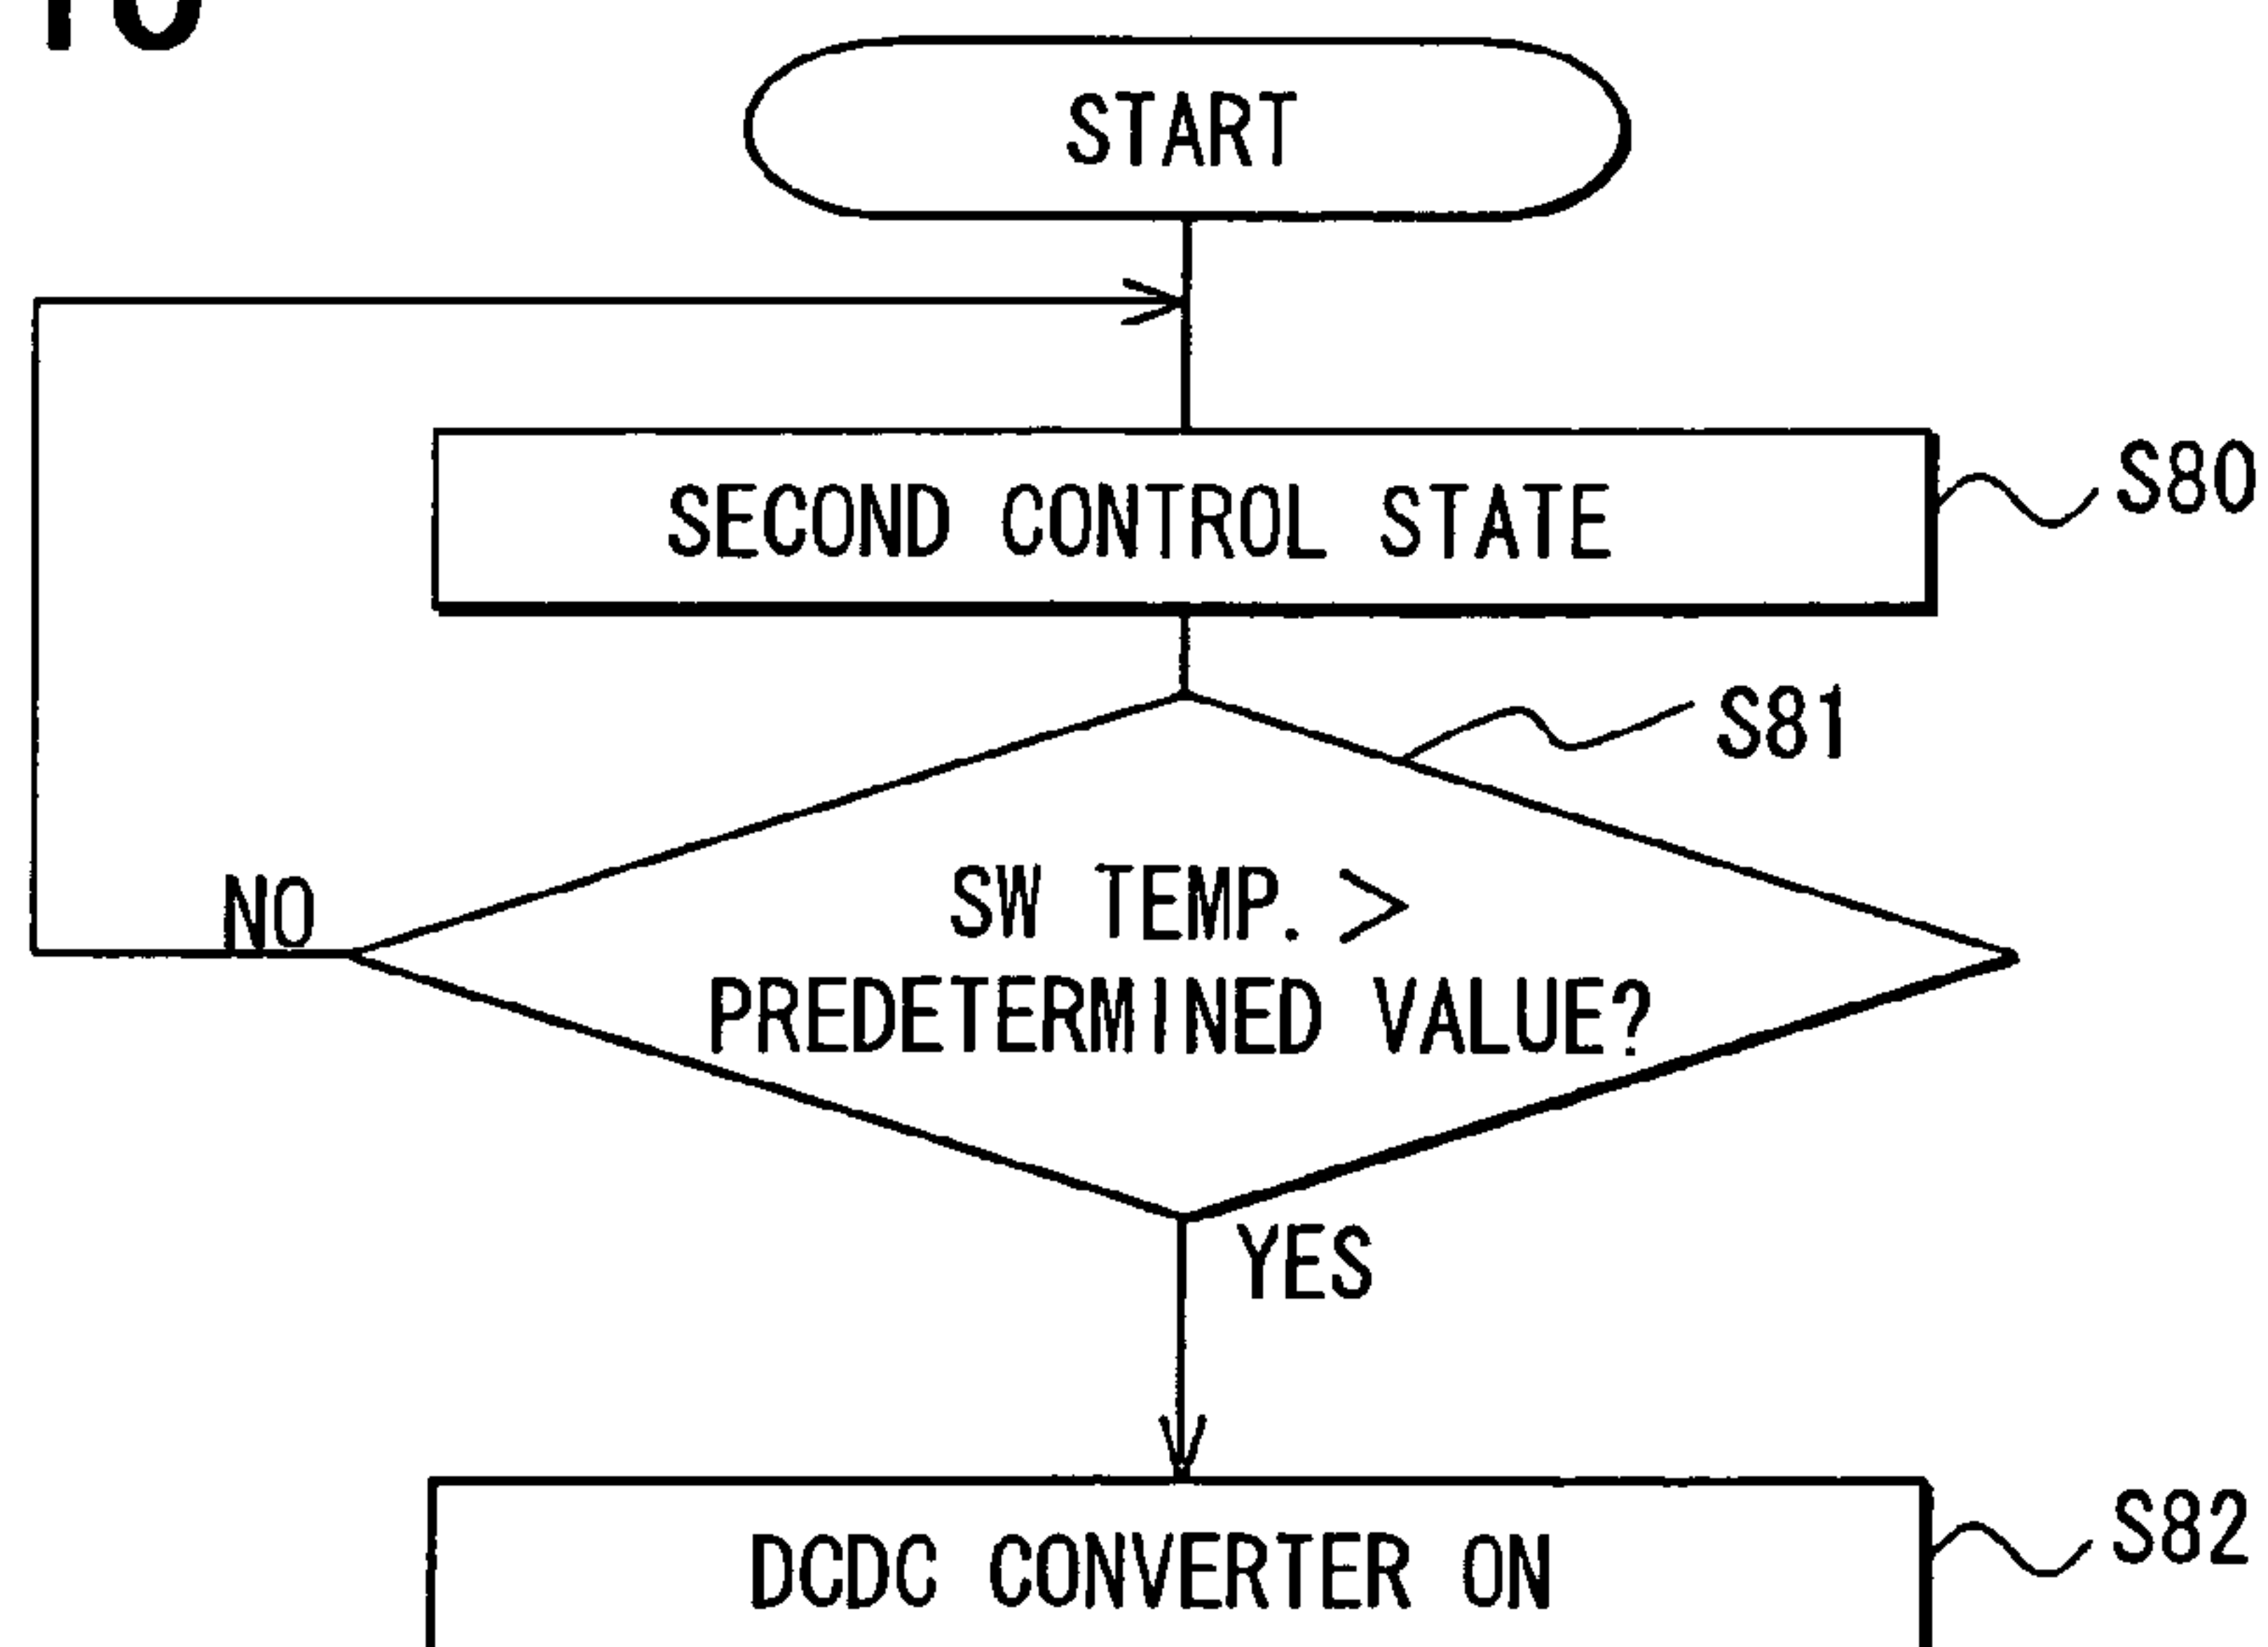 START
SECOND CONTROL STATE
S80
S81
SW TEMP. >
PREDETERMINED VALUE?
NO
YES
DCDC CONVERTER ON
S82